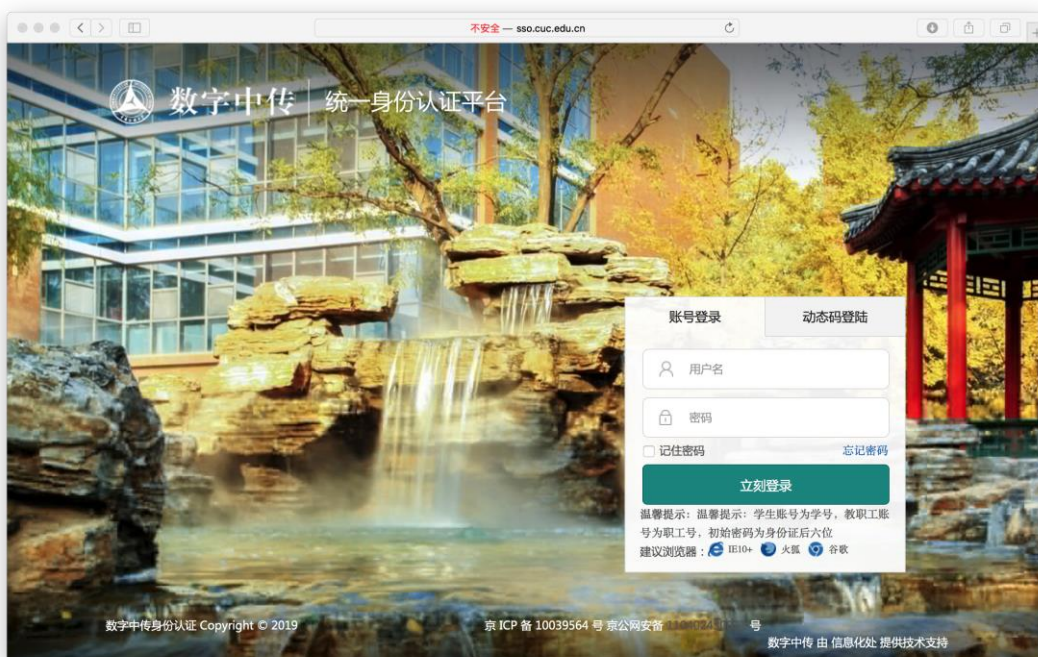 不安全 — sso.cuc.edu.cn
数字中传 统一身份认证平台
账号登录 动态码登陆
用户名
密码
记住密码 忘记密码
立刻登录
温馨提示：温馨提示：学生账号为学号，教职工账
号为职工号，初始密码为身份证后六位
建议浏览器： IE10+ 火狐 谷歌
数字中传身份认证 Copyright © 2019 京 ICP 备 10039564 号 京公网安备 号
数字中传 由 信息化处 提供技术支持